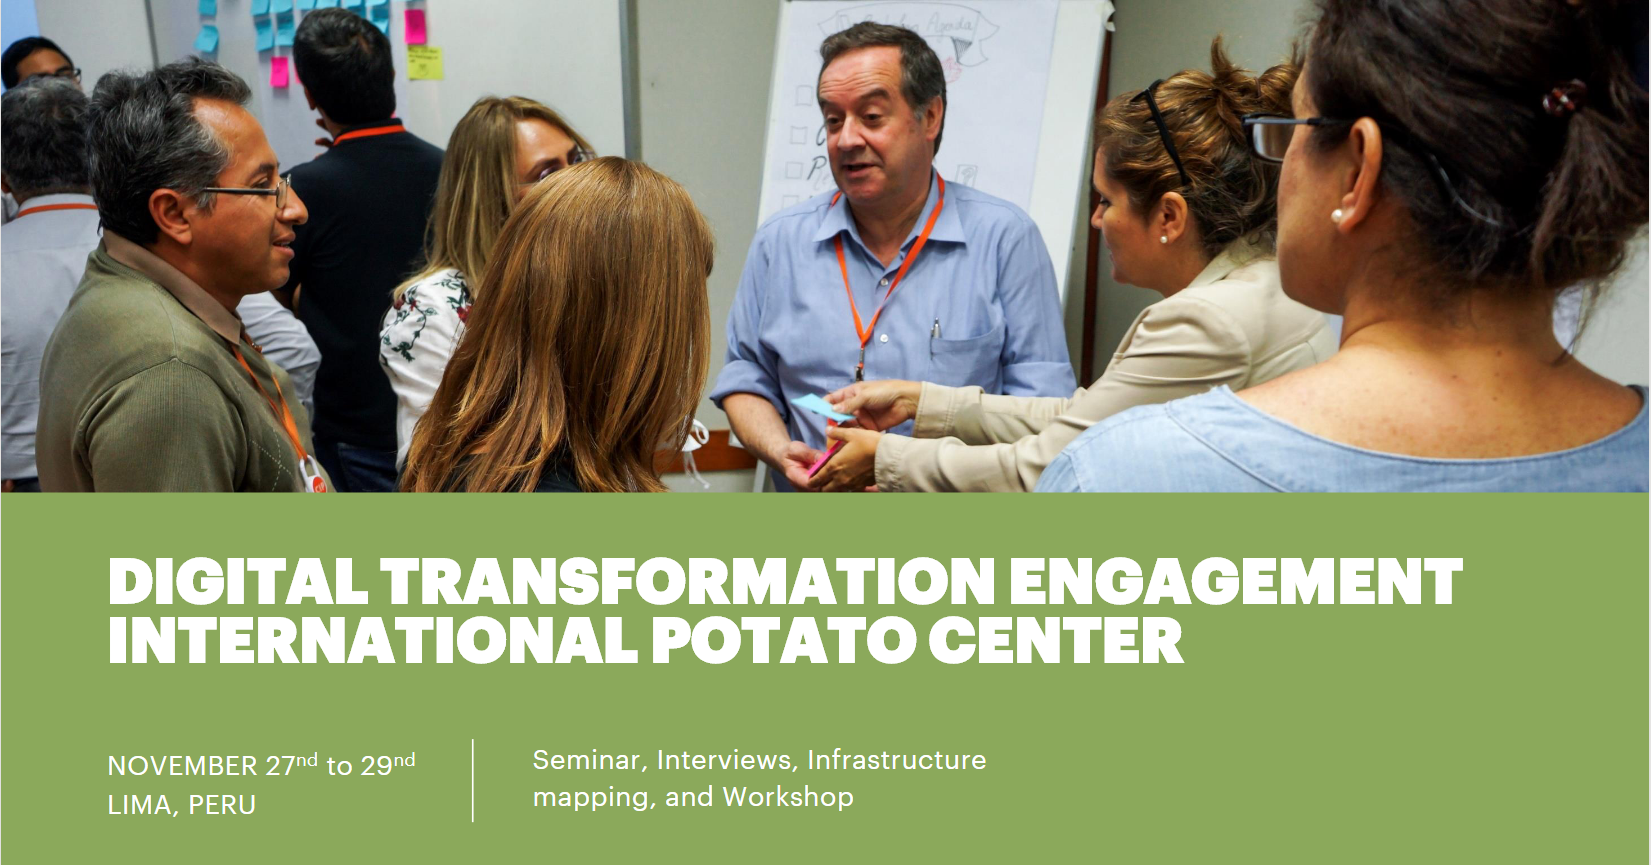 DIGITAL TRANSFORMATION ENGAGEMENT
INTERNATIONAL POTATO CENTER
NOVEMBER 27nd to 29nd
LIMA, PERU
Seminar, Interviews, Infrastructure
mapping, and Workshop